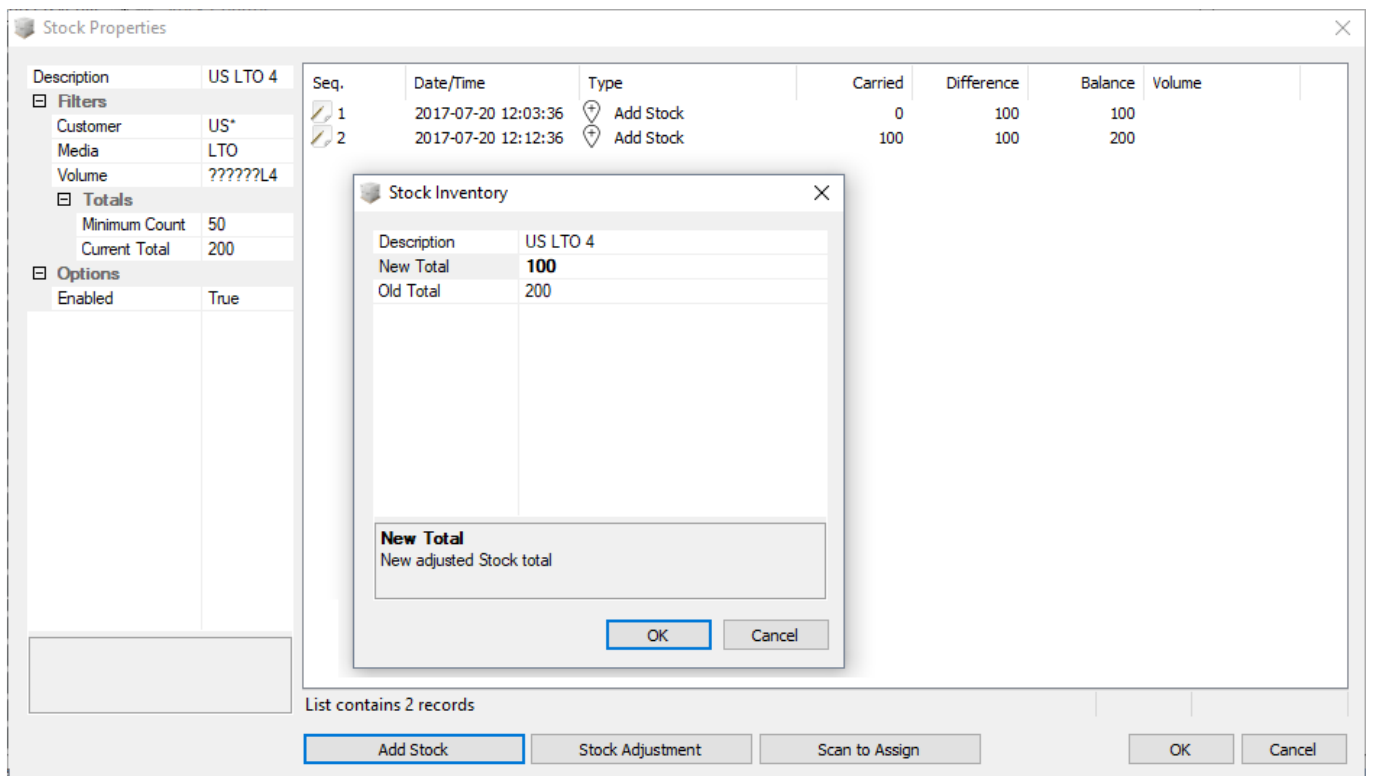 Stock Properties
Description US LTO 4
Filters
Customer US*
Media LTO
Volume ??????L4
Totals
Minimum Count 50
Current Total 200
Options
Enabled True
Seq. Date/Time Type Carried Difference Balance Volume
1 2017-07-20 12:03:36 Add Stock 0 100 100
2 2017-07-20 12:12:36 Add Stock 100 100 200
Stock Inventory
Description US LTO 4
New Total 100
Old Total 200
New Total
New adjusted Stock total
OK Cancel
List contains 2 records
Add Stock Stock Adjustment Scan to Assign OK Cancel